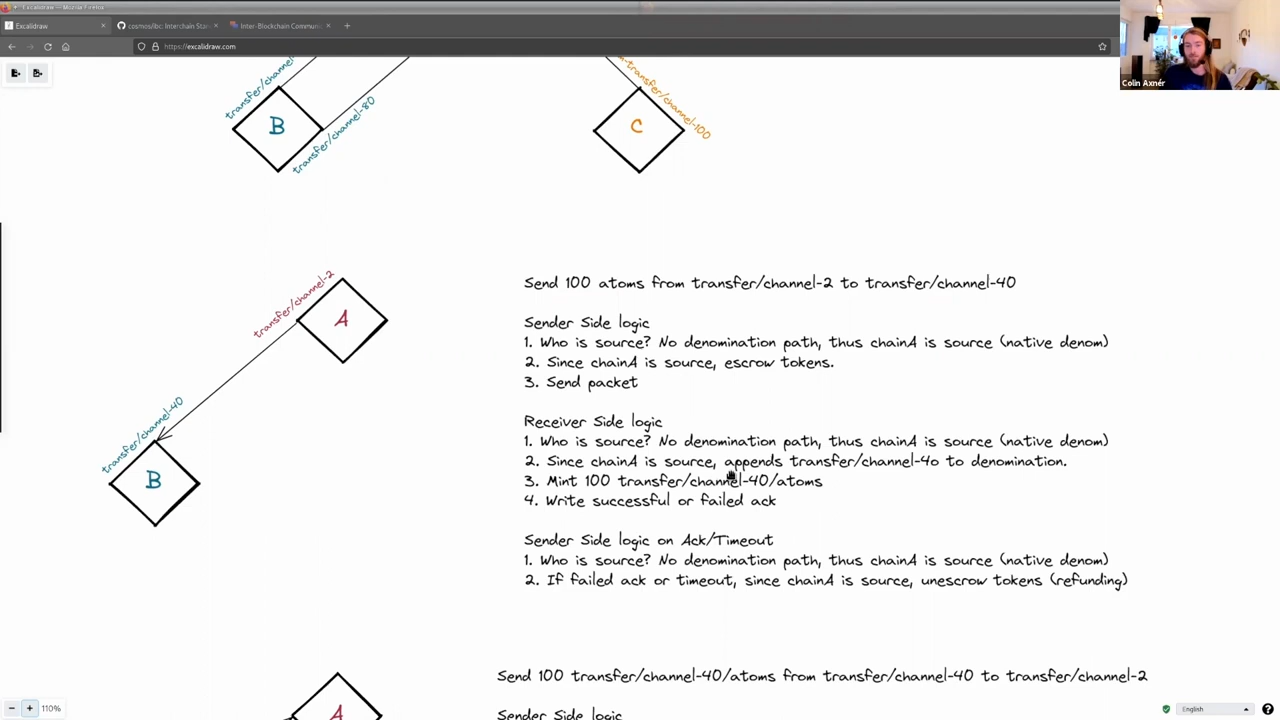 Excalidraw — Mozilla Firefox
Excalidraw
cosmos/ibc: Interchain Stan
Inter-Blockchain Commun
https://excalidraw.com
Colin Axnér
transfer/channel-
B
transfer/channel-80
-transfer/channel-100
C
transfer/channel-2
A
transfer/channel-40
B
Send 100 atoms from transfer/channel-2 to transfer/channel-40
Sender Side logic
1. Who is source? No denomination path, thus chainA is source (native denom)
2. Since chainA is source, escrow tokens.
3. Send packet
Receiver Side logic
1. Who is source? No denomination path, thus chainA is source (native denom)
2. Since chainA is source, appends transfer/channel-4o to denomination.
3. Mint 100 transfer/channel-40/atoms
4. Write successful or failed ack
Sender Side logic on Ack/Timeout
1. Who is source? No denomination path, thus chainA is source (native denom)
2. If failed ack or timeout, since chainA is source, unescrow tokens (refunding)
A
Send 100 transfer/channel-40/atoms from transfer/channel-40 to transfer/channel-2
Sender Side logic
110%
English